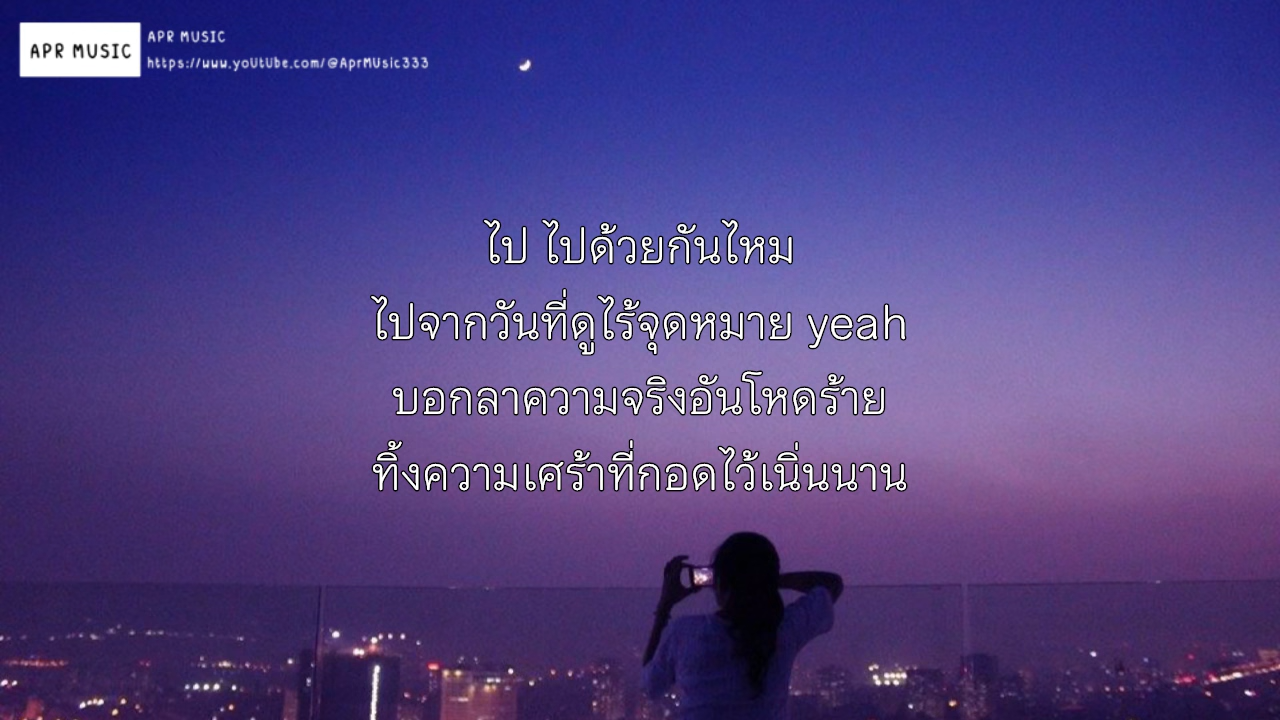 APR MUSIC
APR MUSIC
https://www.youtube.com/@AprMusic333
ไป ไปด้วยกันไหม
ไปจากวันที่ดูไร้จุดหมาย yeah
บอกลาความจริงอันโหดร้าย
ทิ้งความเศร้าที่กอดไว้เนิ่นนาน